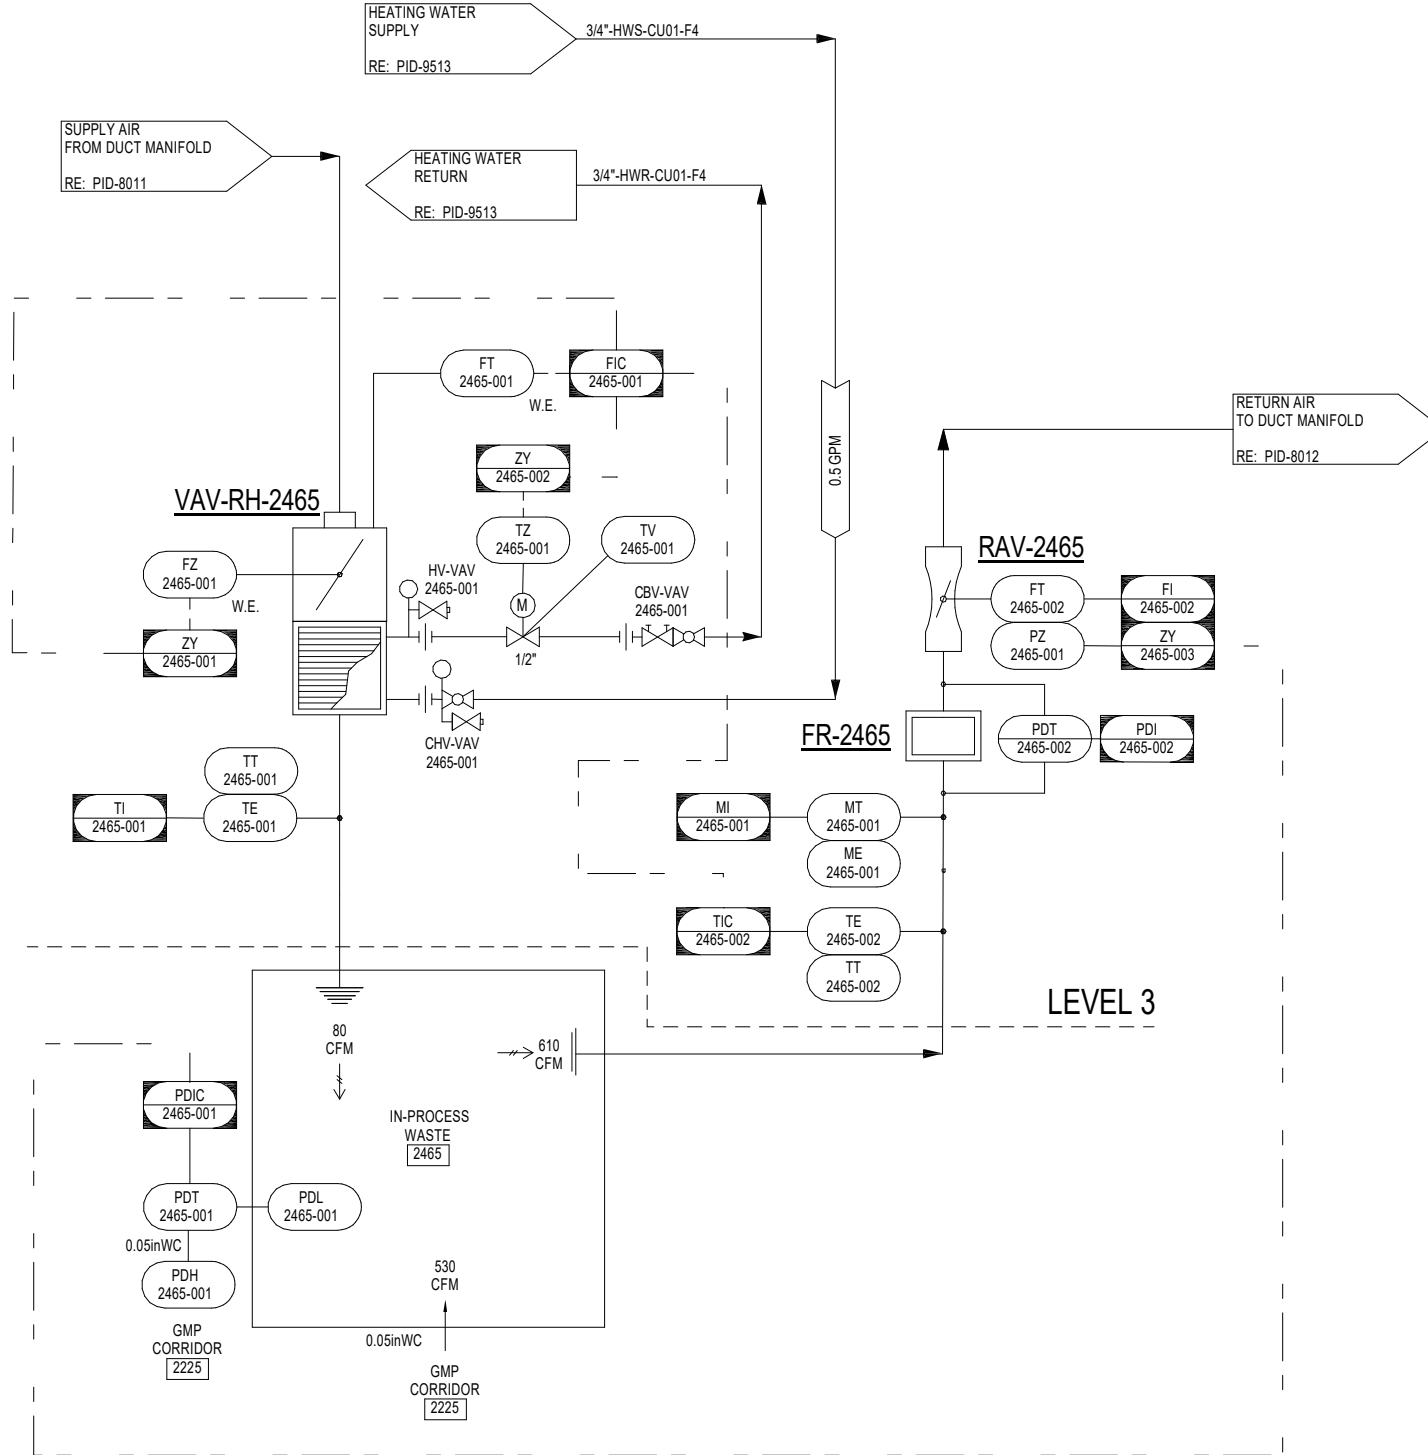 HEATING WATER
SUPPLY
RE: PID-9513
3/4"-HWS-CU01-F4
SUPPLY AIR
FROM DUCT MANIFOLD
RE: PID-8011
HEATING WATER
RETURN
RE: PID-9513
3/4"-HWR-CU01-F4
FT
2465-001
W.E.
FIC
2465-001
RETURN AIR
TO DUCT MANIFOLD
RE: PID-8012
0.5 GPM
ZY
2465-002
VAV-RH-2465
TZ
2465-001
TV
2465-001
RAV-2465
FZ
2465-001
W.E.
HV-VAV
2465-001
M
CBV-VAV
2465-001
FT
2465-002
FI
2465-002
ZY
2465-001
1/2"
PZ
2465-001
ZY
2465-003
CHV-VAV
2465-001
FR-2465
PDT
2465-002
PDI
2465-002
TT
2465-001
TI
2465-001
TE
2465-001
MI
2465-001
MT
2465-001
ME
2465-001
TIC
2465-002
TE
2465-002
TT
2465-002
LEVEL 3
80
CFM
610
CFM
PDIC
2465-001
IN-PROCESS
WASTE
2465
PDT
2465-001
PDL
2465-001
0.05inWC
PDH
2465-001
530
CFM
GMP
CORRIDOR
2225
0.05inWC
GMP
CORRIDOR
2225